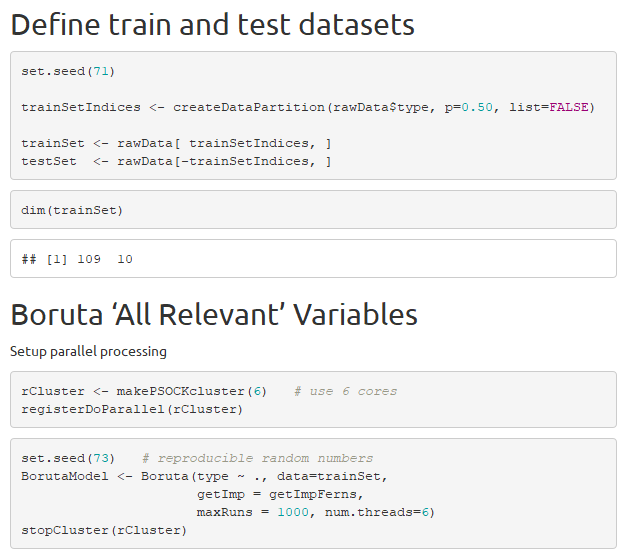 Define train and test datasets
set.seed(71)
trainSetIndices <- createDataPartition(rawData$type, p=0.50, list=FALSE)
trainSet <- rawData[ trainSetIndices, ]
testSet  <- rawData[-trainSetIndices, ]
dim(trainSet)
## [1] 109  10
Boruta ‘All Relevant’ Variables
Setup parallel processing
rCluster <- makePSOCKcluster(6)   # use 6 cores
registerDoParallel(rCluster)
set.seed(73)   # reproducible random numbers
BorutaModel <- Boruta(type ~ ., data=trainSet,
                      getImp = getImpFerns,
                      maxRuns = 1000, num.threads=6)
stopCluster(rCluster)